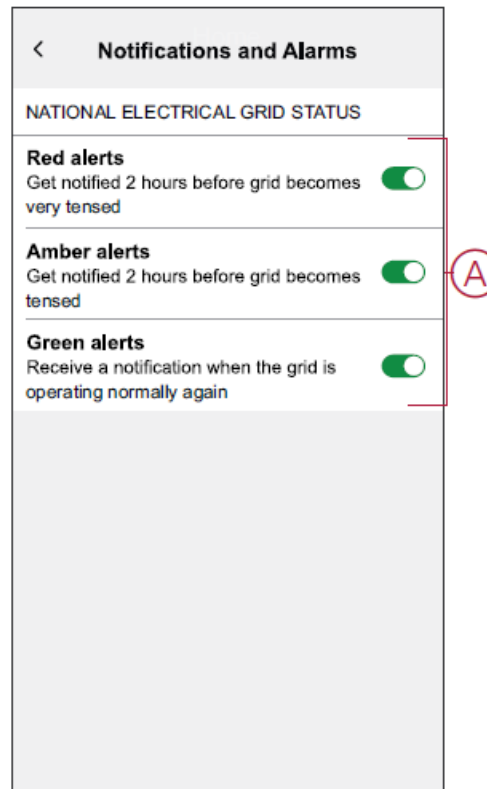 Notifications and Alarms
NATIONAL ELECTRICAL GRID STATUS
Red alerts
Get notified 2 hours before grid becomes
very tensed
Amber alerts
Get notified 2 hours before grid becomes
tensed
Green alerts
Receive a notification when the grid is
operating normally again
A